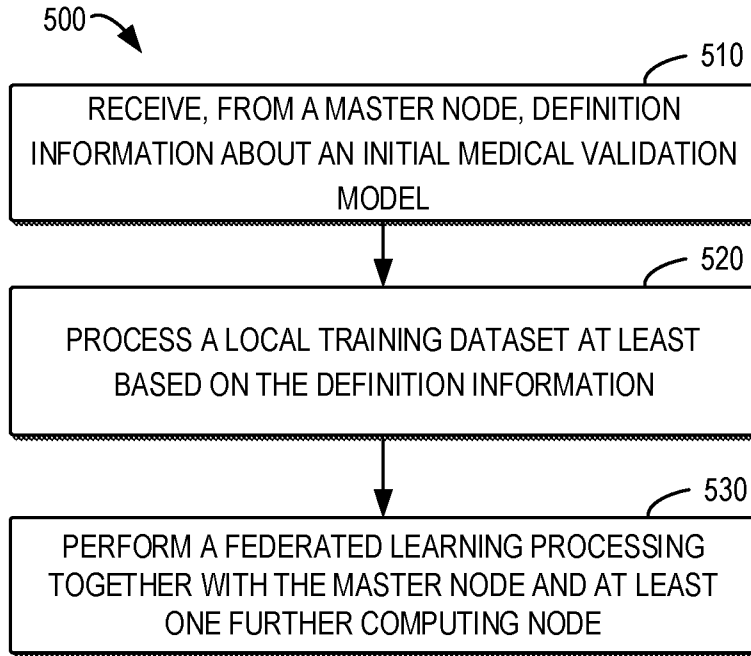 500
510
RECEIVE, FROM A MASTER NODE, DEFINITION
INFORMATION ABOUT AN INITIAL MEDICAL VALIDATION
MODEL
520
PROCESS A LOCAL TRAINING DATASET AT LEAST
BASED ON THE DEFINITION INFORMATION
530
PERFORM A FEDERATED LEARNING PROCESSING
TOGETHER WITH THE MASTER NODE AND AT LEAST
ONE FURTHER COMPUTING NODE